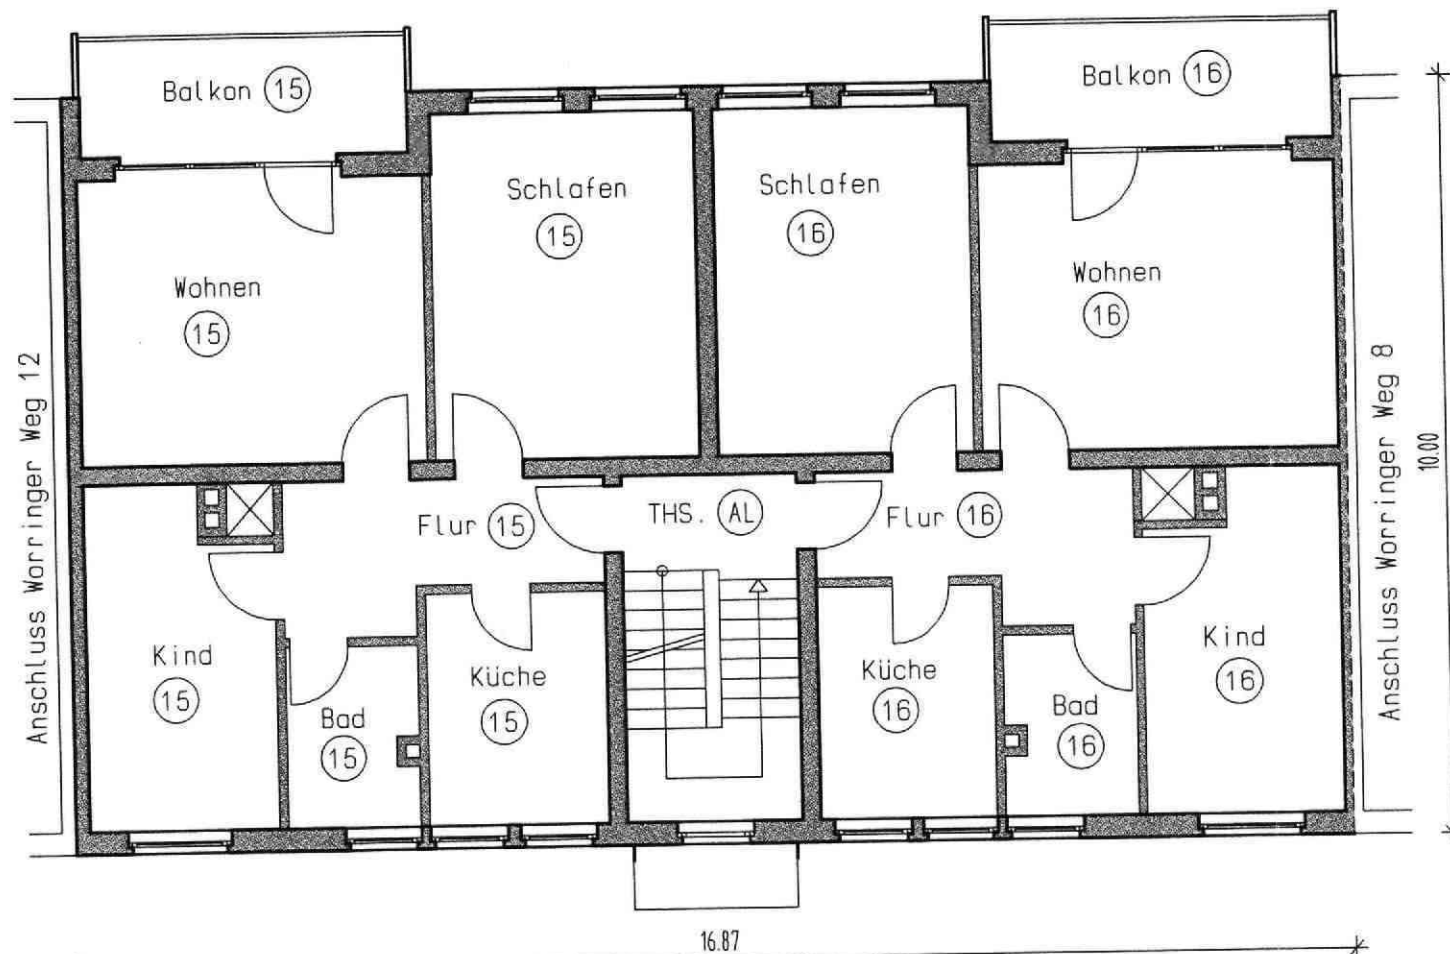 Balkon 15
Balkon 16
Schlafen
15
Schlafen
16
Wohnen
15
Wohnen
16
Anschluss Worringer Weg 12
Anschluss Worringer Weg 8
10.00
Flur 15
THS. AL
Flur 16
Kind
15
Bad
15
Küche
15
Küche
16
Bad
16
Kind
16
16.87